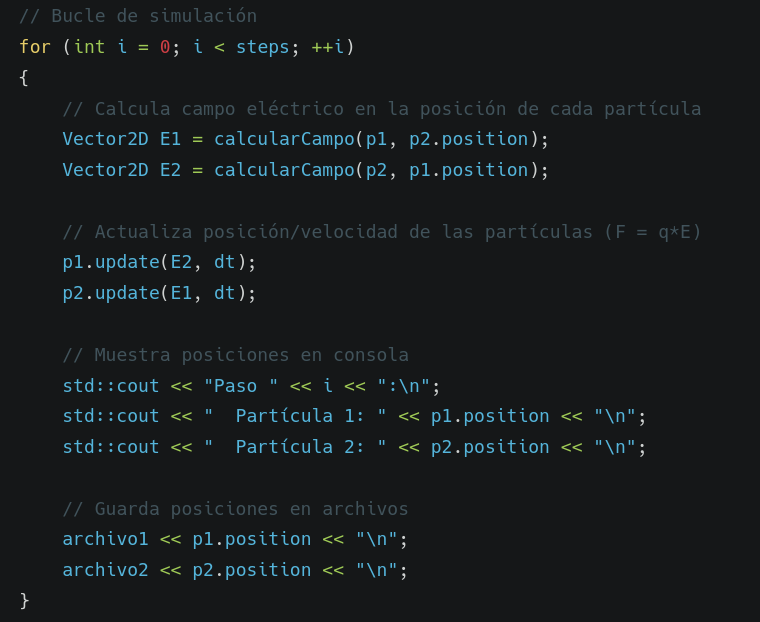 // Bucle de simulación
for (int i = 0; i < steps; ++i)
{
    // Calcula campo eléctrico en la posición de cada partícula
    Vector2D E1 = calcularCampo(p1, p2.position);
    Vector2D E2 = calcularCampo(p2, p1.position);

    // Actualiza posición/velocidad de las partículas (F = q*E)
    p1.update(E2, dt);
    p2.update(E1, dt);

    // Muestra posiciones en consola
    std::cout << "Paso " << i << ":\n";
    std::cout << "  Partícula 1: " << p1.position << "\n";
    std::cout << "  Partícula 2: " << p2.position << "\n";

    // Guarda posiciones en archivos
    archivo1 << p1.position << "\n";
    archivo2 << p2.position << "\n";
}